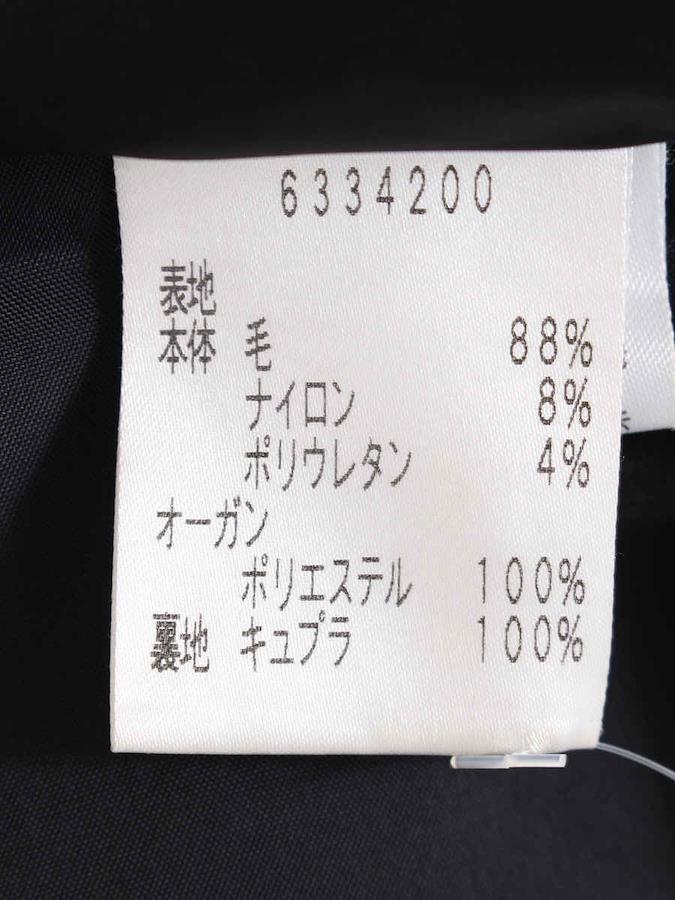 6334200
表地
本体 毛 88%
ナイロン 8%
ポリウレタン 4%
オーガン
ポリエステル 100%
裏地 キュプラ 100%